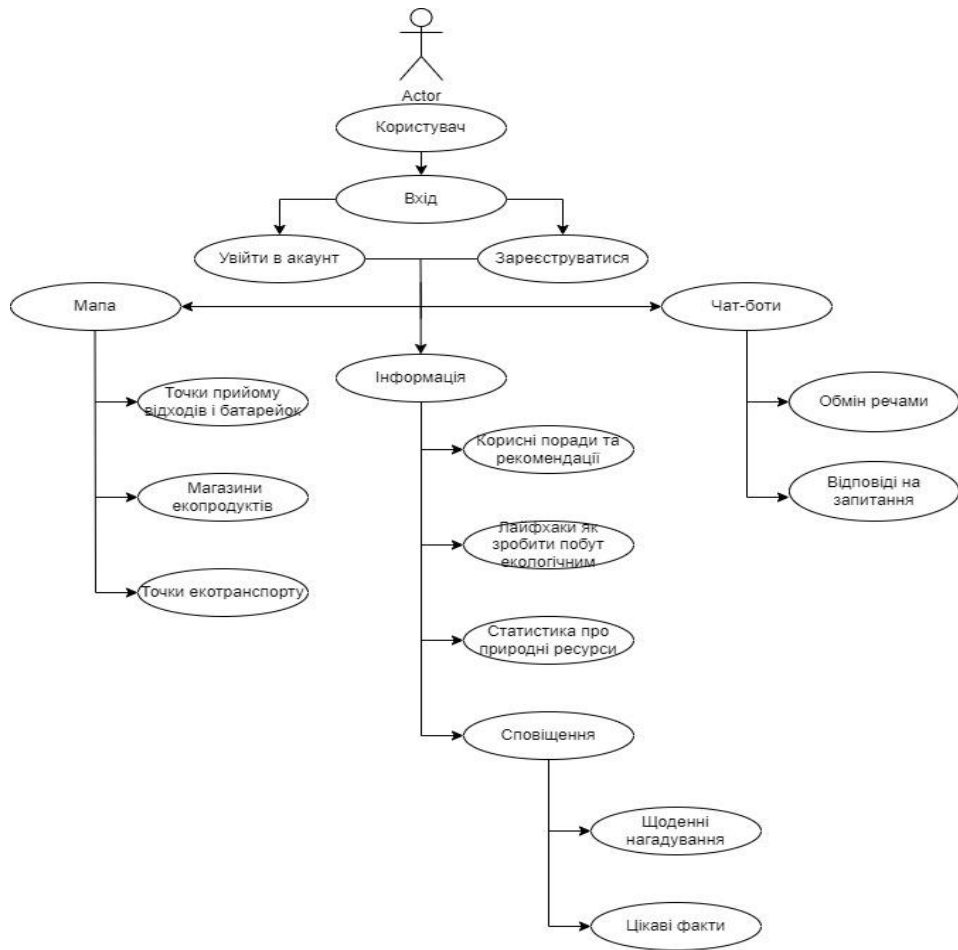 Actor
Користувач
Вхід
Увійти в акаунт
Зареєструватися
Мапа
Чат-боти
Інформація
Точки прийому
відходів і батарейок
Обмін речами
Корисні поради та
рекомендації
Магазини
екопродуктів
Відповіді на
запитання
Лайфхаки як
зробити побут
екологічним
Точки екотранспорту
Статистика про
природні ресурси
Сповіщення
Щоденні
нагадування
Цікаві факти